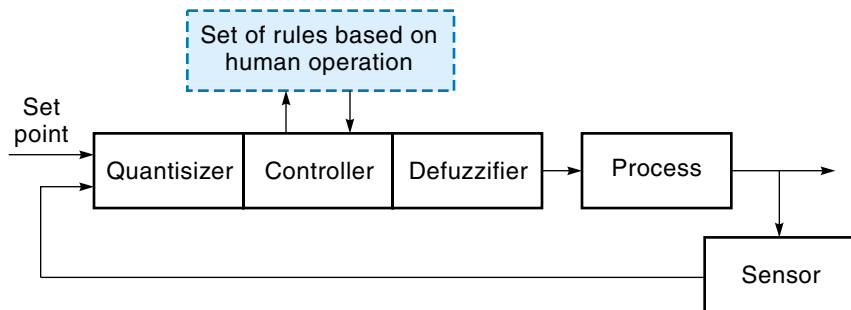 Set of rules based on
human operation
Set
point
Quantisizer
Controller
Defuzzifier
Process
Sensor